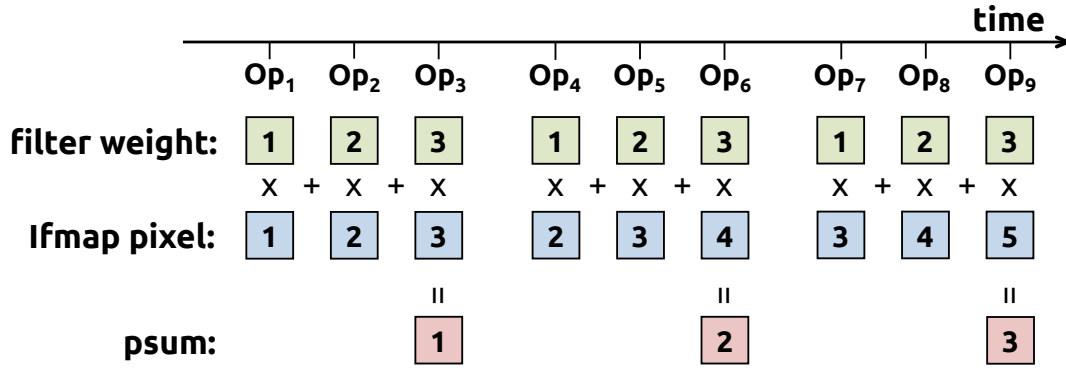 time
Op1 Op2 Op3 Op4 Op5 Op6 Op7 Op8 Op9
filter weight: 1 2 3 1 2 3 1 2 3
x + x + x x + x + x x + x + x
Ifmap pixel: 1 2 3 2 3 4 3 4 5
= = =
psum: 1 2 3